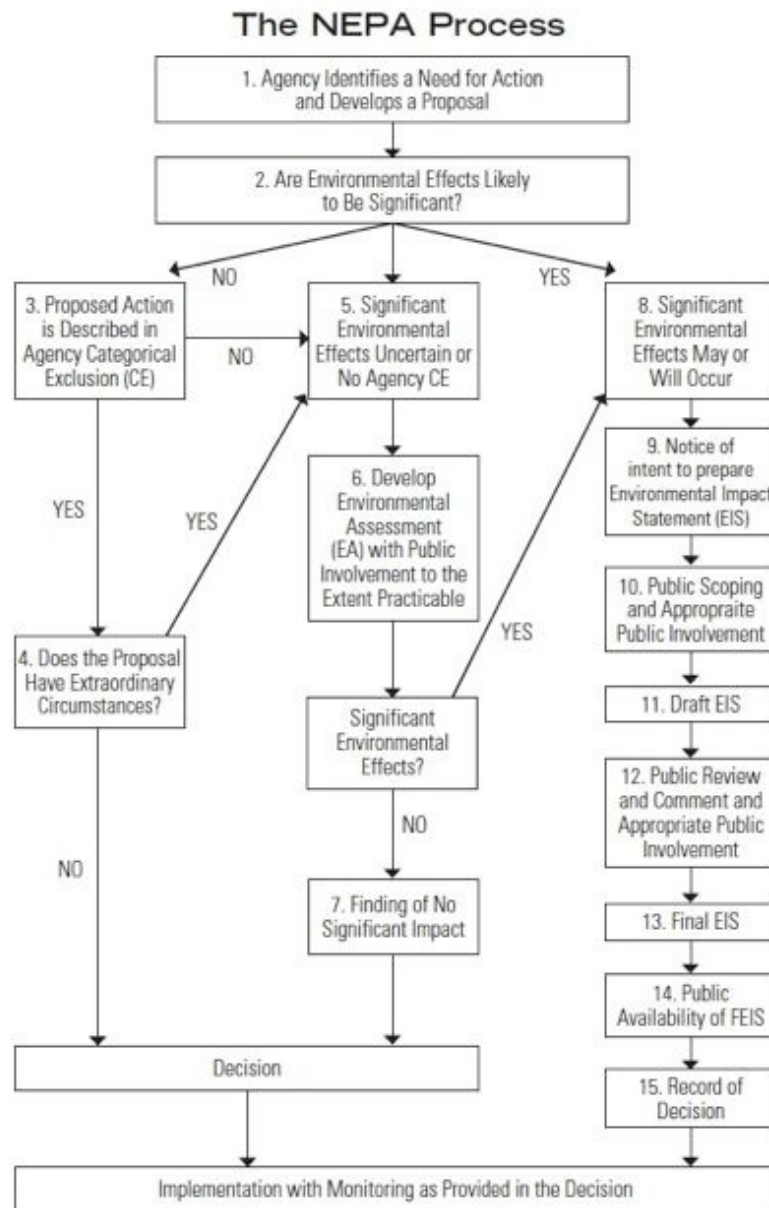 The NEPA Process
1. Agency Identifies a Need for Action
and Develops a Proposal
2. Are Environmental Effects Likely
to Be Significant?
NO
YES
3. Proposed Action
is Described in
Agency Categorical
Exclusion (CE)
NO
5. Significant
Environmental
Effects Uncertain or
No Agency CE
8. Significant
Environmental
Effects May or
Will Occur
YES
YES
6. Develop
Environmental
Assessment
(EA) with Public
Involvement to the
Extent Practicable
9. Notice of
intent to prepare
Environmental Impact
Statement (EIS)
10. Public Scoping
and Appropraite
Public Involvement
YES
4. Does the Proposal
Have Extraordinary
Circumstances?
Significant
Environmental
Effects?
11. Draft EIS
12. Public Review
and Comment and
Appropriate Public
Involvement
NO
NO
7. Finding of No
Significant Impact
13. Final EIS
14. Public
Availability of FEIS
Decision
15. Record of
Decision
Implementation with Monitoring as Provided in the Decision